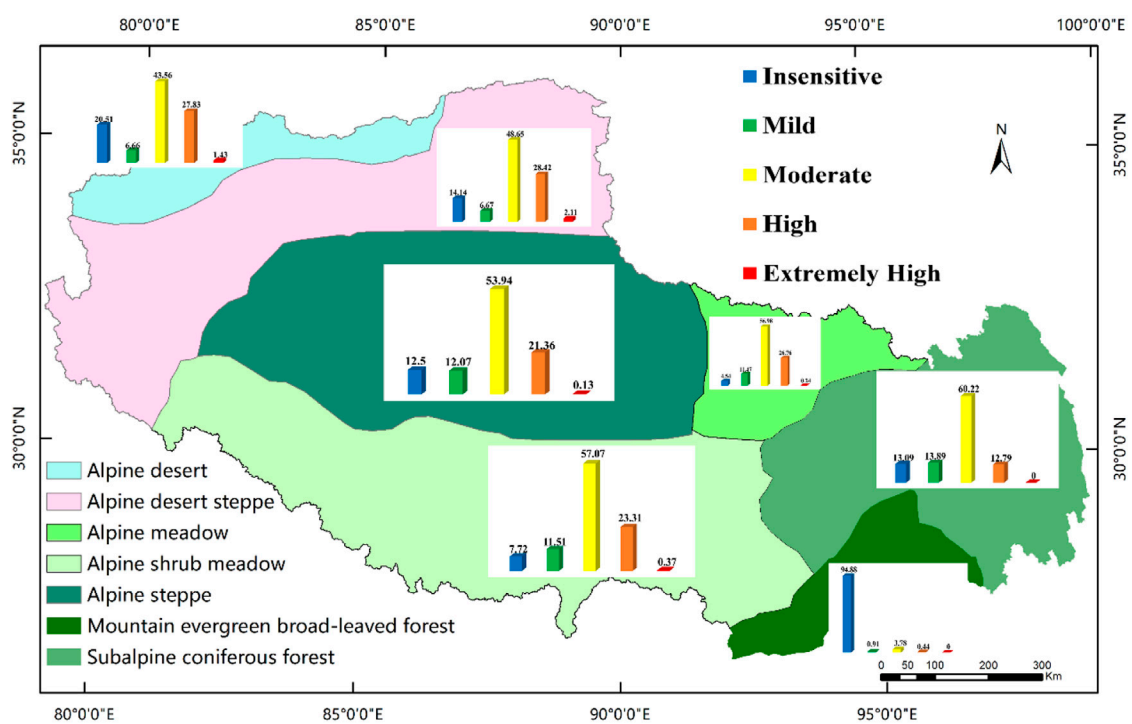 80°0'0"E 85°0'0"E 90°0'0"E 95°0'0"E 100°0'0"E
35°0'0"N
35°0'0"N
30°0'0"N
30°0'0"N
80°0'0"E 85°0'0"E 90°0'0"E 95°0'0"E
N
Insensitive
Mild
Moderate
High
Extremely High
20.51 6.66 43.56 27.83 1.43
14.14 6.67 48.65 28.42 2.11
12.5 12.07 53.94 21.36 0.13
11.47 56.98
13.09 13.89 60.22 12.79 0
7.72 11.51 57.07 23.31 0.37
94.88 0.91 3.78 0.44 0
Alpine desert
Alpine desert steppe
Alpine meadow
Alpine shrub meadow
Alpine steppe
Mountain evergreen broad-leaved forest
Subalpine coniferous forest
0 50 100 200 300
Km